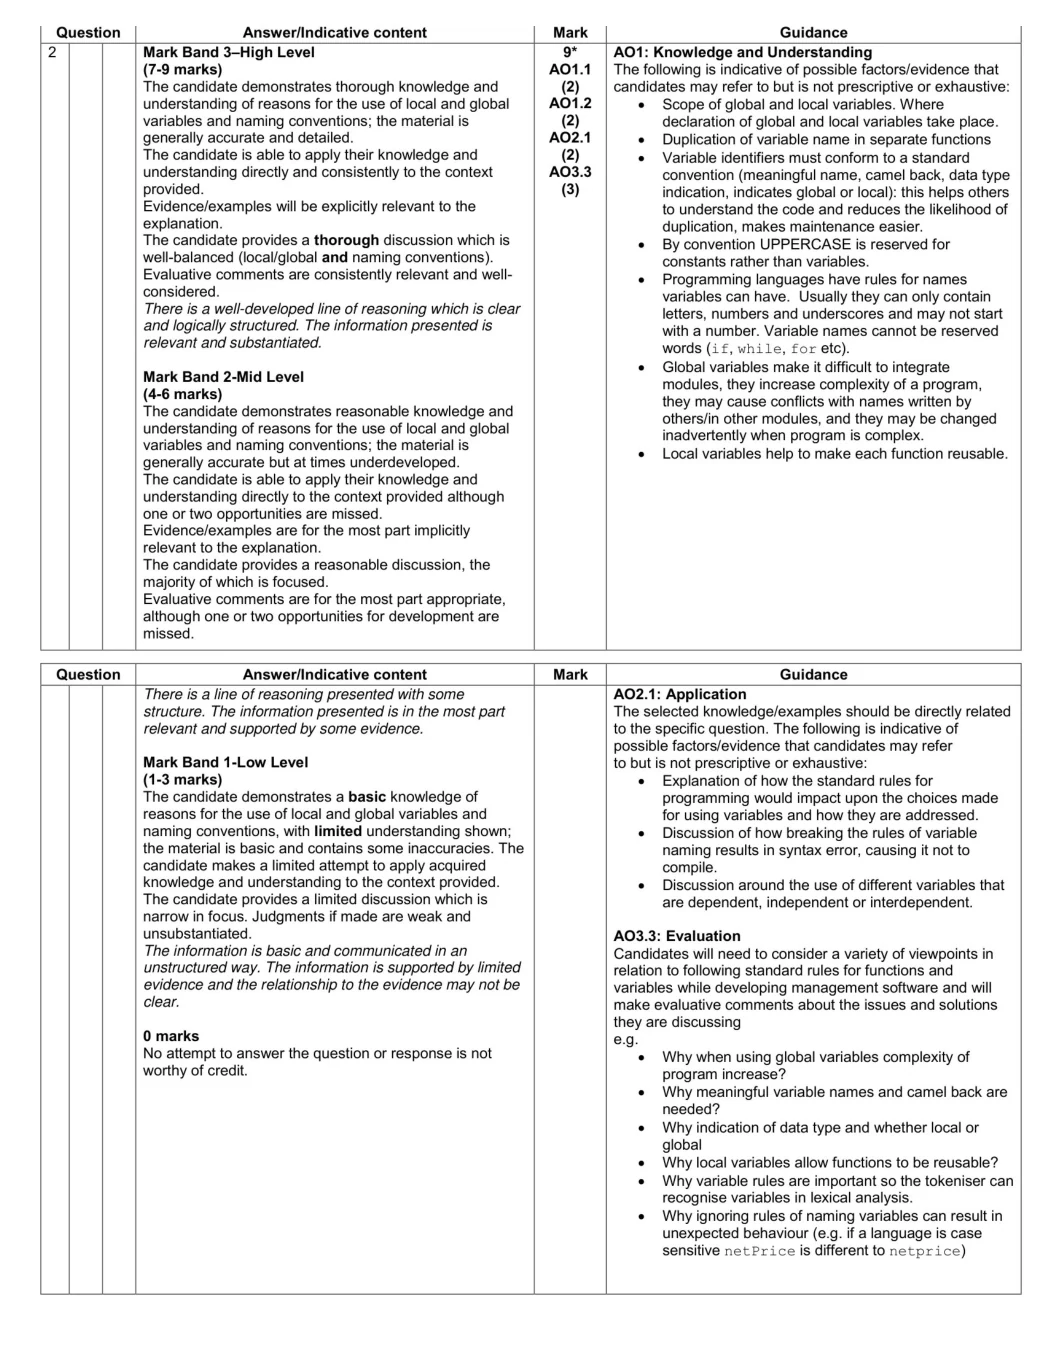 Question Answer/Indicative content Mark Guidance
2
Mark Band 3–High Level
(7-9 marks)
The candidate demonstrates thorough knowledge and
understanding of reasons for the use of local and global
variables and naming conventions; the material is
generally accurate and detailed.
The candidate is able to apply their knowledge and
understanding directly and consistently to the context
provided.
Evidence/examples will be explicitly relevant to the
explanation.
The candidate provides a thorough discussion which is
well-balanced (local/global and naming conventions).
Evaluative comments are consistently relevant and well-
considered.
There is a well-developed line of reasoning which is clear
and logically structured. The information presented is
relevant and substantiated.
Mark Band 2-Mid Level
(4-6 marks)
The candidate demonstrates reasonable knowledge and
understanding of reasons for the use of local and global
variables and naming conventions; the material is
generally accurate but at times underdeveloped.
The candidate is able to apply their knowledge and
understanding directly to the context provided although
one or two opportunities are missed.
Evidence/examples are for the most part implicitly
relevant to the explanation.
The candidate provides a reasonable discussion, the
majority of which is focused.
Evaluative comments are for the most part appropriate,
although one or two opportunities for development are
missed.
9*
AO1.1
(2)
AO1.2
(2)
AO2.1
(2)
AO3.3
(3)
AO1: Knowledge and Understanding
The following is indicative of possible factors/evidence that
candidates may refer to but is not prescriptive or exhaustive:
• Scope of global and local variables. Where
declaration of global and local variables take place.
• Duplication of variable name in separate functions
• Variable identifiers must conform to a standard
convention (meaningful name, camel back, data type
indication, indicates global or local): this helps others
to understand the code and reduces the likelihood of
duplication, makes maintenance easier.
• By convention UPPERCASE is reserved for
constants rather than variables.
• Programming languages have rules for names
variables can have. Usually they can only contain
letters, numbers and underscores and may not start
with a number. Variable names cannot be reserved
words (if, while, for etc).
• Global variables make it difficult to integrate
modules, they increase complexity of a program,
they may cause conflicts with names written by
others/in other modules, and they may be changed
inadvertently when program is complex.
• Local variables help to make each function reusable.
Question Answer/Indicative content Mark Guidance
There is a line of reasoning presented with some
structure. The information presented is in the most part
relevant and supported by some evidence.
Mark Band 1-Low Level
(1-3 marks)
The candidate demonstrates a basic knowledge of
reasons for the use of local and global variables and
naming conventions, with limited understanding shown;
the material is basic and contains some inaccuracies. The
candidate makes a limited attempt to apply acquired
knowledge and understanding to the context provided.
The candidate provides a limited discussion which is
narrow in focus. Judgments if made are weak and
unsubstantiated.
The information is basic and communicated in an
unstructured way. The information is supported by limited
evidence and the relationship to the evidence may not be
clear.
0 marks
No attempt to answer the question or response is not
worthy of credit.
AO2.1: Application
The selected knowledge/examples should be directly related
to the specific question. The following is indicative of
possible factors/evidence that candidates may refer
to but is not prescriptive or exhaustive:
• Explanation of how the standard rules for
programming would impact upon the choices made
for using variables and how they are addressed.
• Discussion of how breaking the rules of variable
naming results in syntax error, causing it not to
compile.
• Discussion around the use of different variables that
are dependent, independent or interdependent.
AO3.3: Evaluation
Candidates will need to consider a variety of viewpoints in
relation to following standard rules for functions and
variables while developing management software and will
make evaluative comments about the issues and solutions
they are discussing
e.g.
• Why when using global variables complexity of
program increase?
• Why meaningful variable names and camel back are
needed?
• Why indication of data type and whether local or
global
• Why local variables allow functions to be reusable?
• Why variable rules are important so the tokeniser can
recognise variables in lexical analysis.
• Why ignoring rules of naming variables can result in
unexpected behaviour (e.g. if a language is case
sensitive netPrice is different to netprice)